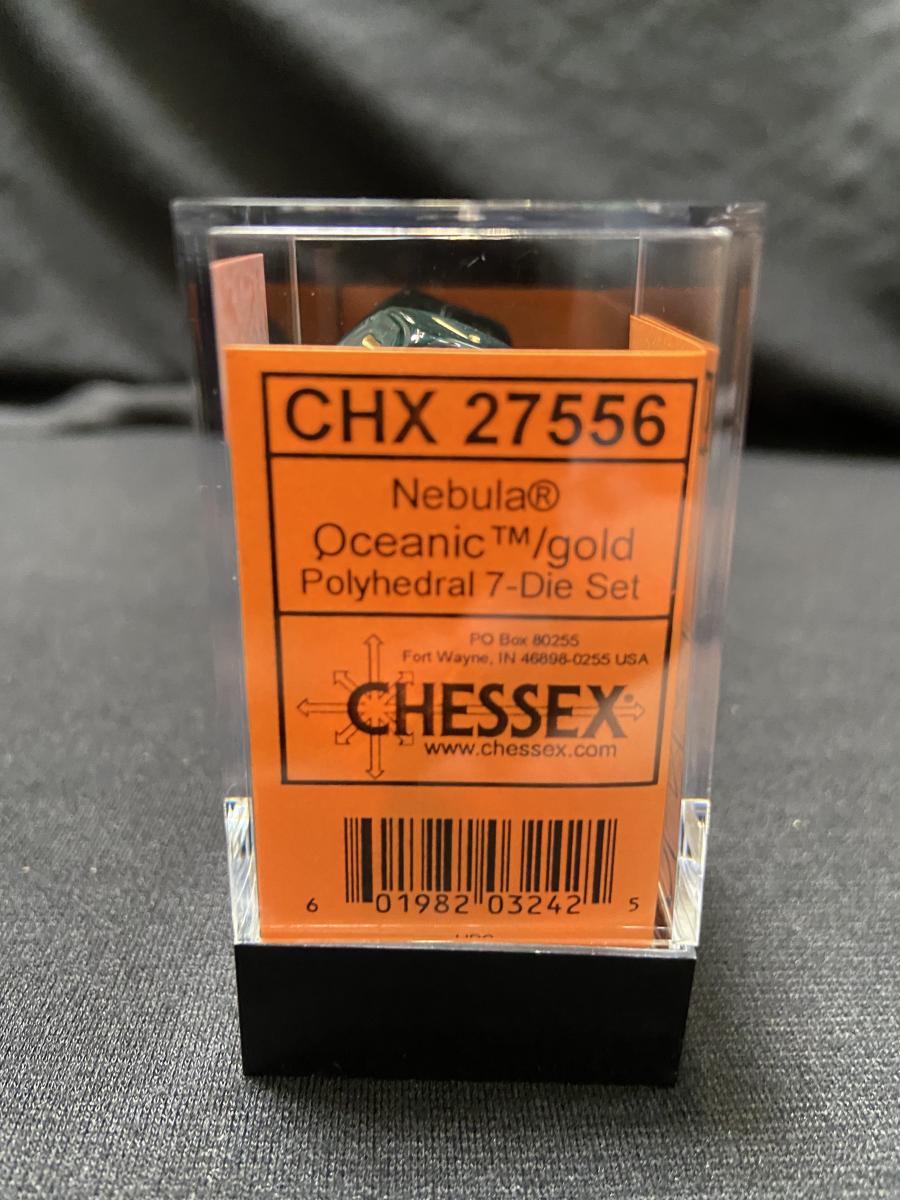 CHX 27556
Nebula®
Oceanic™/gold
Polyhedral 7-Die Set
PO Box 80255
Fort Wayne, IN 46898-0255 USA
CHESSEX®
www.chessex.com
6 01982 03242 5